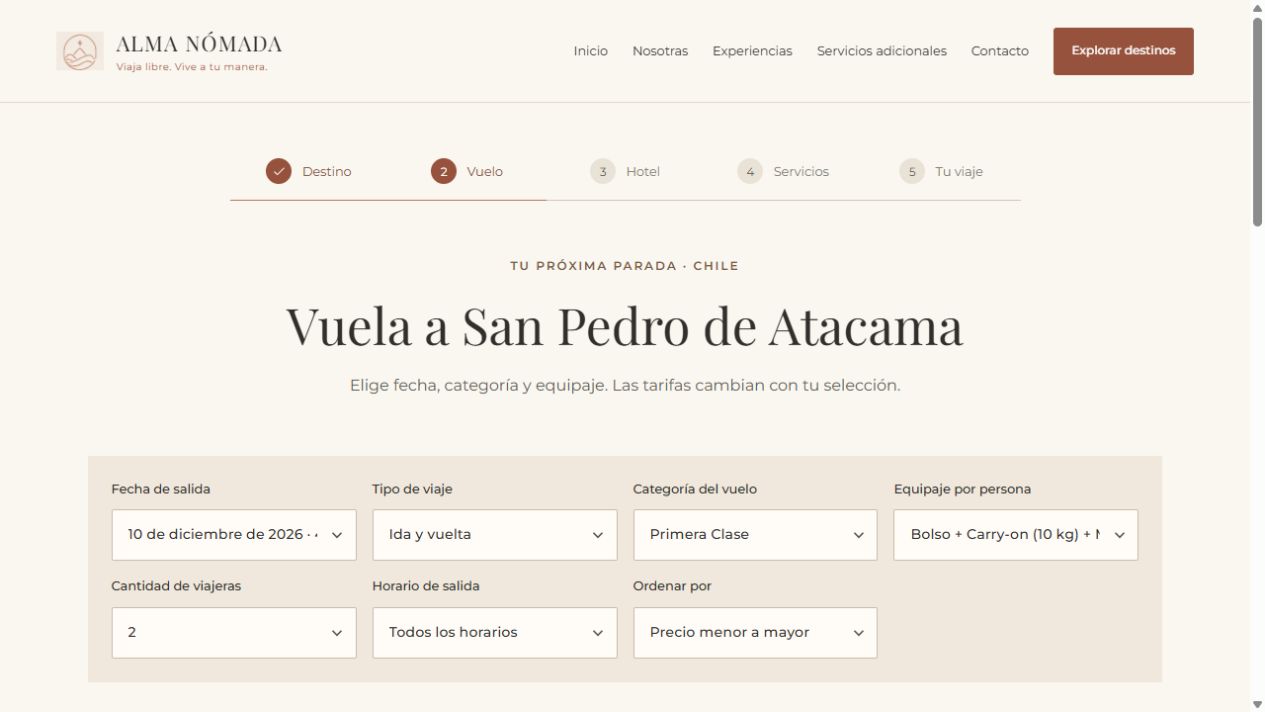 ALMA NÓMADA
Viaja libre. Vive a tu manera.
Inicio Nosotras Experiencias Servicios adicionales Contacto Explorar destinos
Destino 2 Vuelo 3 Hotel 4 Servicios 5 Tu viaje
TU PRÓXIMA PARADA · CHILE
Vuela a San Pedro de Atacama
Elige fecha, categoría y equipaje. Las tarifas cambian con tu selección.
Fecha de salida Tipo de viaje Categoría del vuelo Equipaje por persona
10 de diciembre de 2026 · Ida y vuelta Primera Clase Bolso + Carry-on (10 kg) +
Cantidad de viajeras Horario de salida Ordenar por
2 Todos los horarios Precio menor a mayor